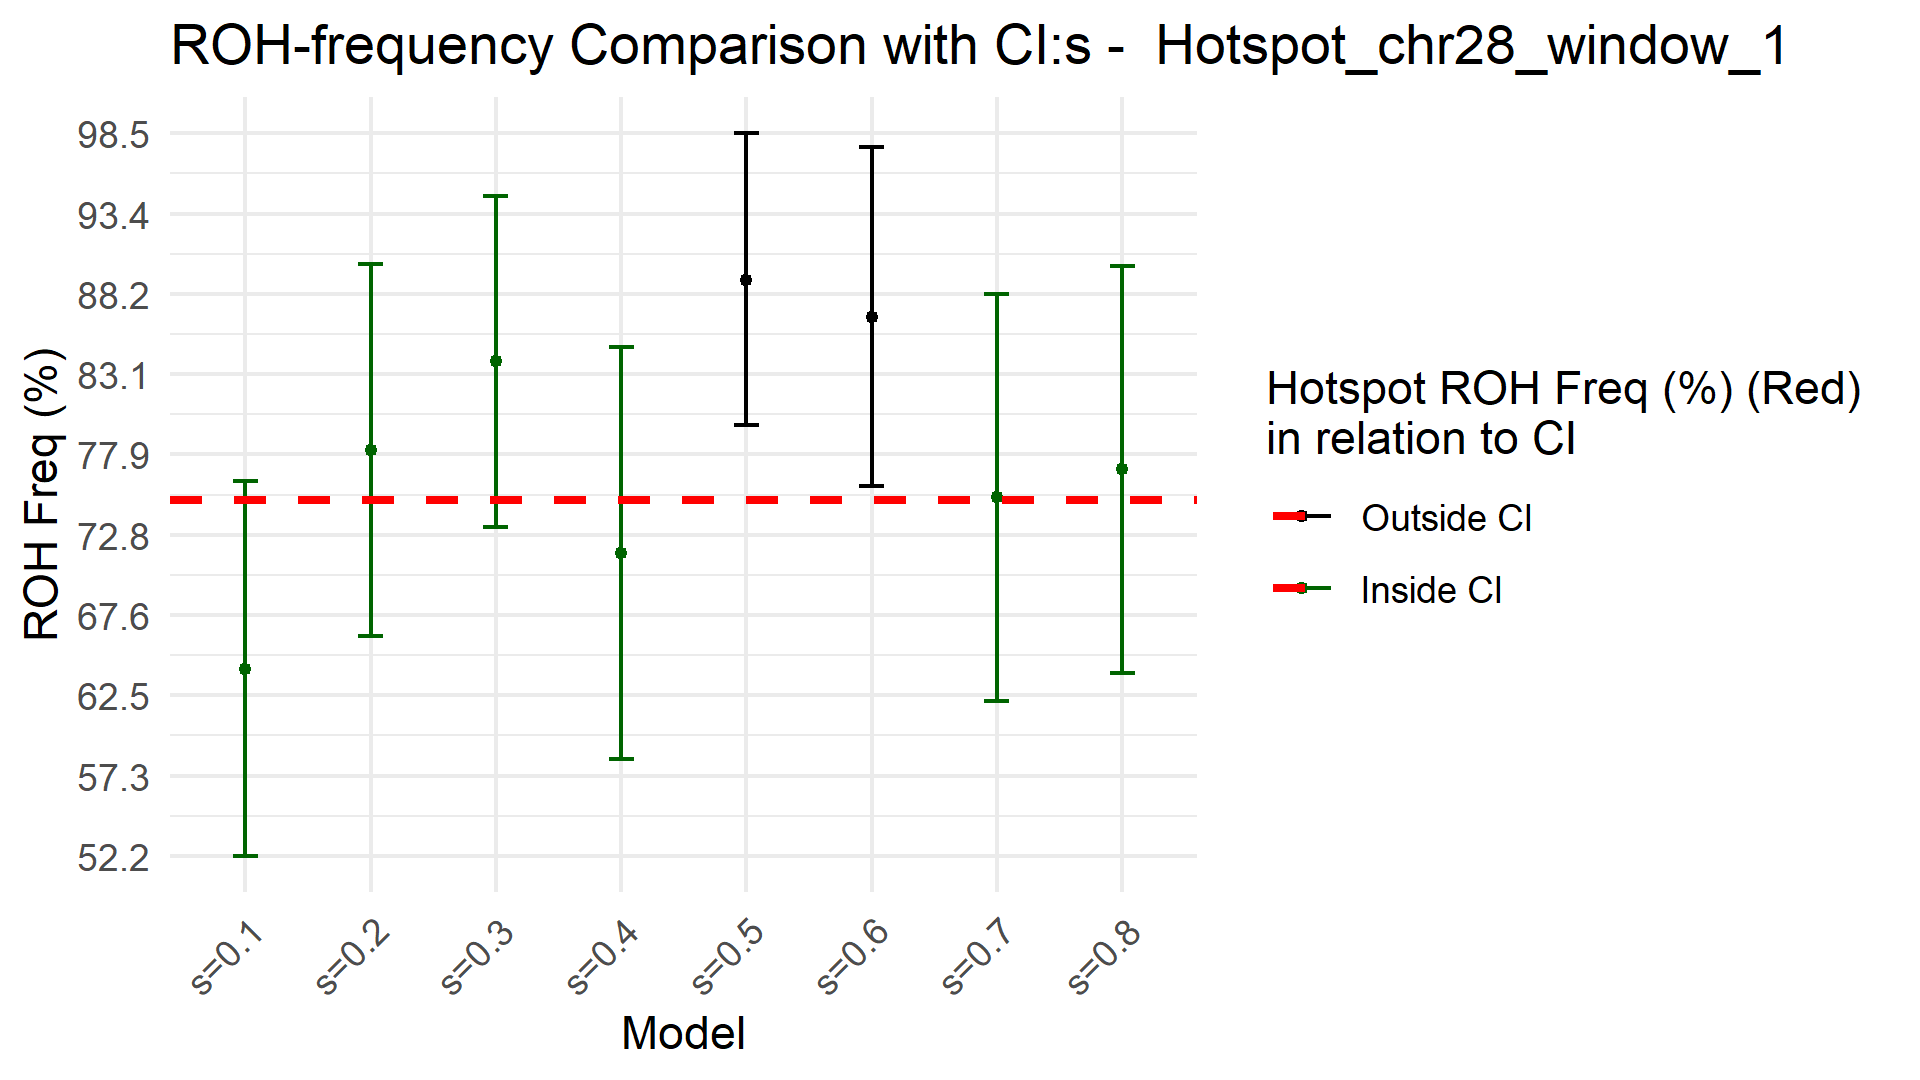 ROH-frequency Comparison with CI:s -  Hotspot_chr28_window_1
ROH Freq (%)
98.5
93.4
88.2
83.1
77.9
72.8
67.6
62.5
57.3
52.2
s=0.1
s=0.2
s=0.3
s=0.4
s=0.5
s=0.6
s=0.7
s=0.8
Model
Hotspot ROH Freq (%) (Red)
in relation to CI
Outside CI
Inside CI